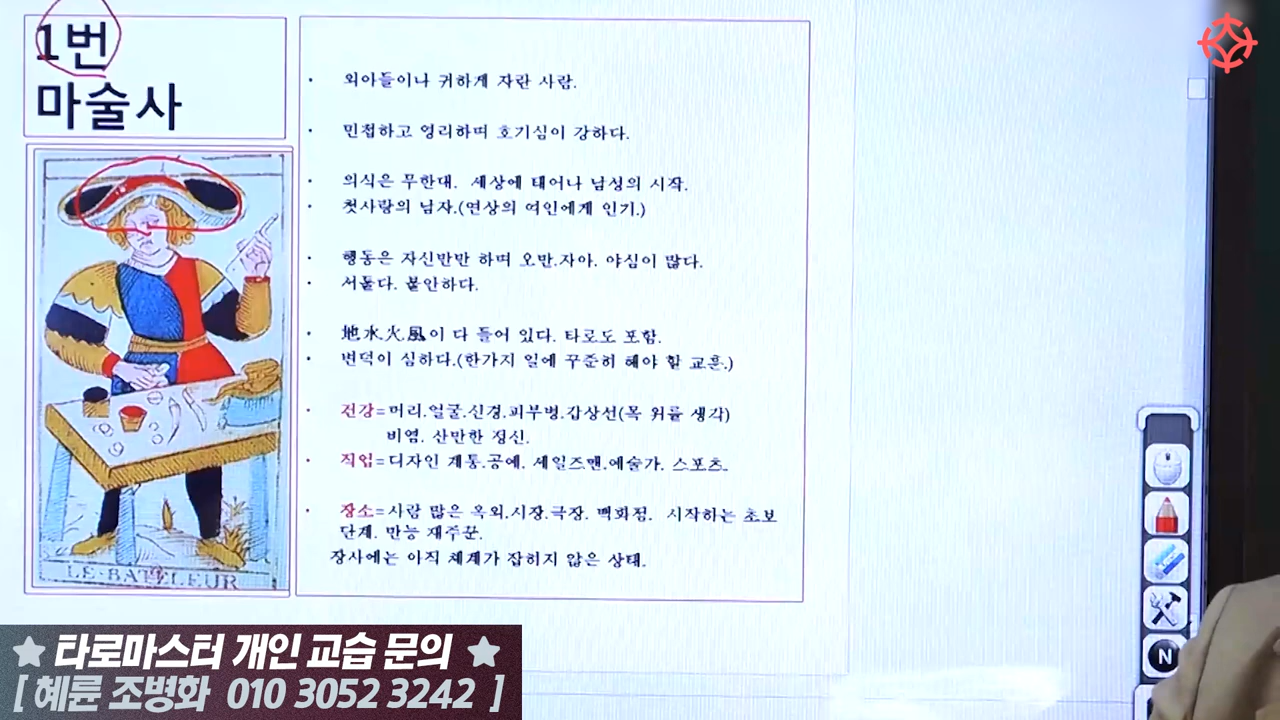 1번
마술사
• 외아들이나 귀하게 자란 사람.
• 민접하고 영리하며 호기심이 강하다.
• 의식은 무한대. 세상에 태어나 남성의 시작.
• 첫사랑의 남자.(연상의 여인에게 인기.)
• 행동은 자신만만 하며 오만.자아. 야심이 많다.
• 서툴다. 불안하다.
• 地水火風이 다 들어 있다. 타로도 포함.
• 변덕이 심하다.(한가지 일에 꾸준히 해야 할 교훈.)
• 건강=머리.얼굴.신경.피부병.갑상선(목 위를 생각)
비염. 산만한 정신.
• 직업=디자인 계통.공예. 세일즈맨.예술가. 스포츠.
• 장소=사람 많은 옥외.시장.극장. 백화점. 시작하는 초보
단계. 만능 재주꾼.
장사에는 아직 체계가 잡히지 않은 상태.
LE·BATELEUR
타로마스터 개인 교습 문의
[ 혜륜 조병화 010 3052 3242 ]
N